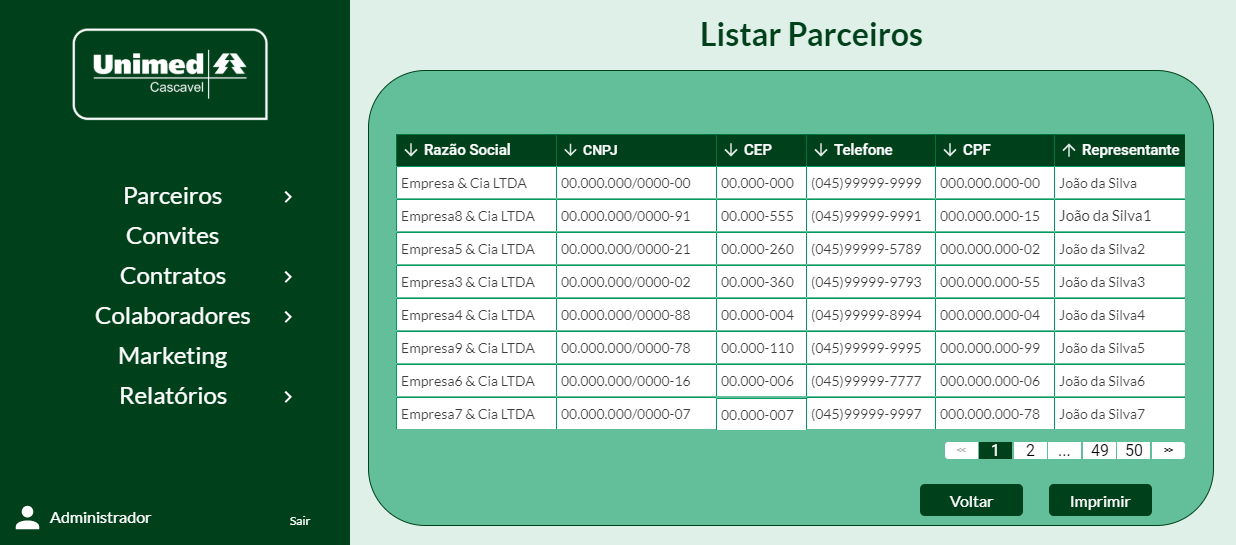 Unimed
Cascavel
Parceiros
Convites
Contratos
Colaboradores
Marketing
Relatórios
Administrador
Sair
Listar Parceiros
Razão Social CNPJ CEP Telefone CPF Representante
Empresa & Cia LTDA 00.000.000/0000-00 00.000-000 (045)99999-9999 000.000.000-00 João da Silva
Empresa8 & Cia LTDA 00.000.000/0000-91 00.000-555 (045)99999-9991 000.000.000-15 João da Silva1
Empresa5 & Cia LTDA 00.000.000/0000-21 00.000-260 (045)99999-5789 000.000.000-02 João da Silva2
Empresa3 & Cia LTDA 00.000.000/0000-02 00.000-360 (045)99999-9793 000.000.000-55 João da Silva3
Empresa4 & Cia LTDA 00.000.000/0000-88 00.000-004 (045)99999-8994 000.000.000-04 João da Silva4
Empresa9 & Cia LTDA 00.000.000/0000-78 00.000-110 (045)99999-9995 000.000.000-99 João da Silva5
Empresa6 & Cia LTDA 00.000.000/0000-16 00.000-006 (045)99999-7777 000.000.000-06 João da Silva6
Empresa7 & Cia LTDA 00.000.000/0000-07 00.000-007 (045)99999-9997 000.000.000-78 João da Silva7
<< 1 2 ... 49 50 >>
Voltar Imprimir